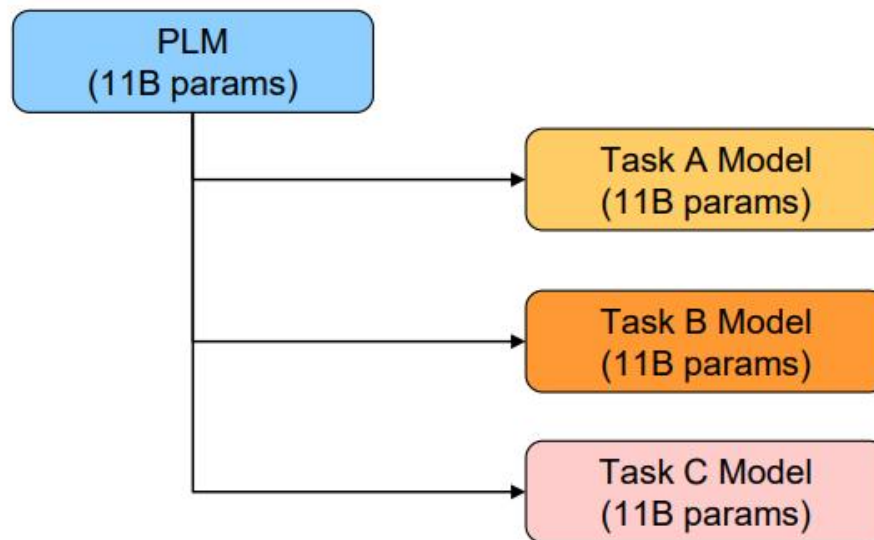 PLM
(11B params)
Task A Model
(11B params)
Task B Model
(11B params)
Task C Model
(11B params)